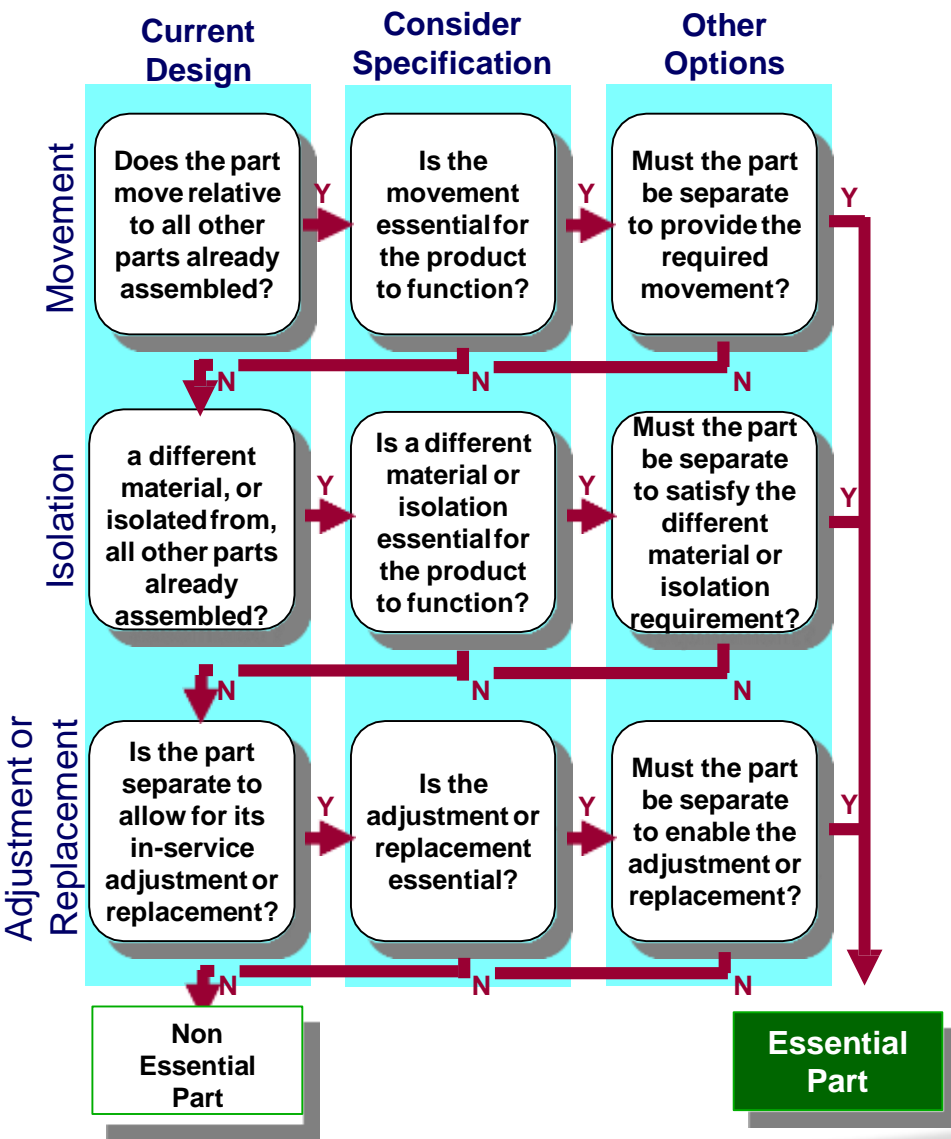 Current
Design
Consider
Specification
Other
Options
Movement
Does the part
move relative
to all other
parts already
assembled?
Y
Is the
movement
essential for
the product
to function?
Y
Must the part
be separate
to provide the
required
movement?
Y
N
N
N
Isolation
a different
material, or
isolated from,
all other parts
already
assembled?
Y
Is a different
material or
isolation
essential for
the product
to function?
Y
Must the part
be separate
to satisfy the
different
material or
isolation
requirement?
Y
N
N
N
Adjustment or
Replacement
Is the part
separate to
allow for its
in-service
adjustment or
replacement?
Y
Is the
adjustment or
replacement
essential?
Y
Must the part
be separate
to enable the
adjustment or
replacement?
Y
N
N
N
Non
Essential
Part
Essential
Part